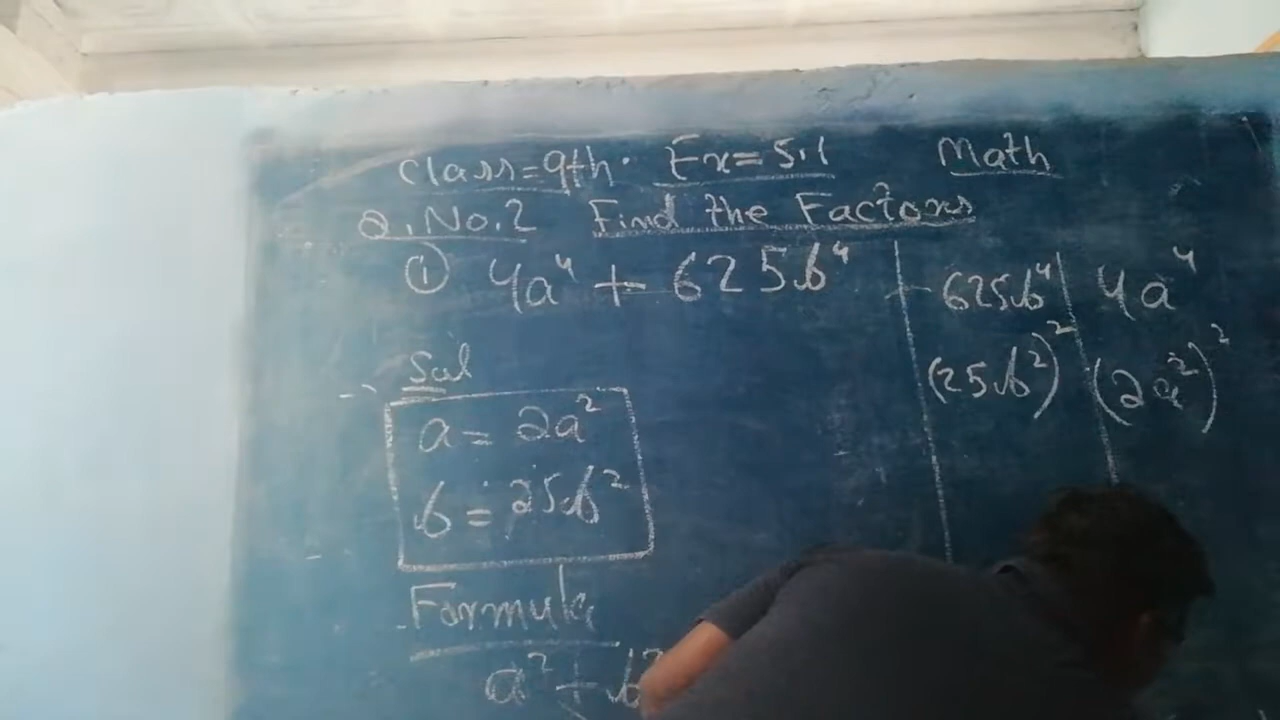 Class=9th. Ex=5.1 Math
Q.No.2 Find the Factors
① 4a⁴ + 625b⁴
625b⁴ 4a⁴
(25b²)² (2a²)²
Sol
a = 2a²
b = 25b²
Formula
a² + b²